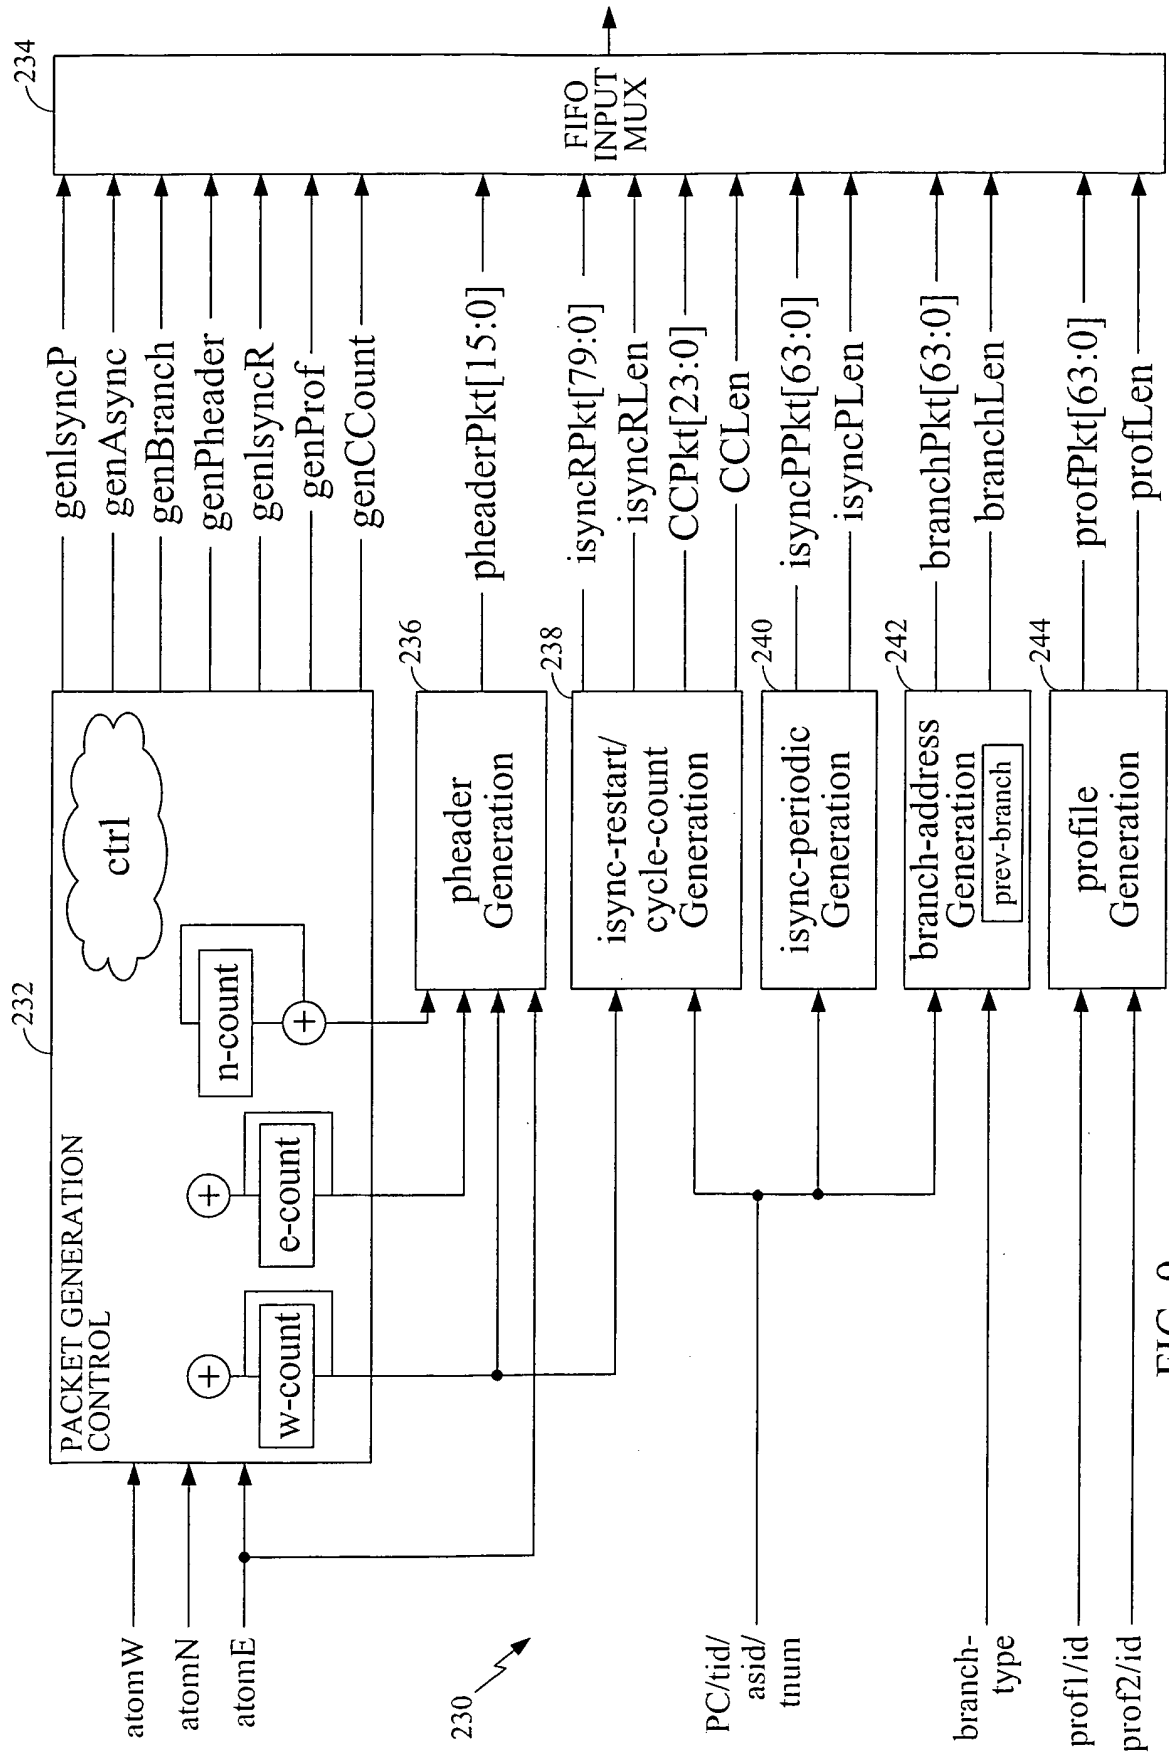 234
FIFO
INPUT
MUX
genIsyncP
genAsync
genBranch
genPheader
genIsyncR
genProf
genCCount
pheaderPkt[15:0]
isyncRPkt[79:0]
isyncRLen
CCPkt[23:0]
CCLen
isyncPPkt[63:0]
isyncPLen
branchPkt[63:0]
branchLen
profPkt[63:0]
profLen
232
PACKET GENERATION
CONTROL
ctrl
n-count
+
e-count
+
w-count
+
236
pheader
Generation
238
isync-restart/
cycle-count
Generation
240
isync-periodic
Generation
242
branch-address
Generation
prev-branch
244
profile
Generation
atomW
atomN
atomE
230
PC/tid/
asid/
tnum
branch-
type
prof1/id
prof2/id